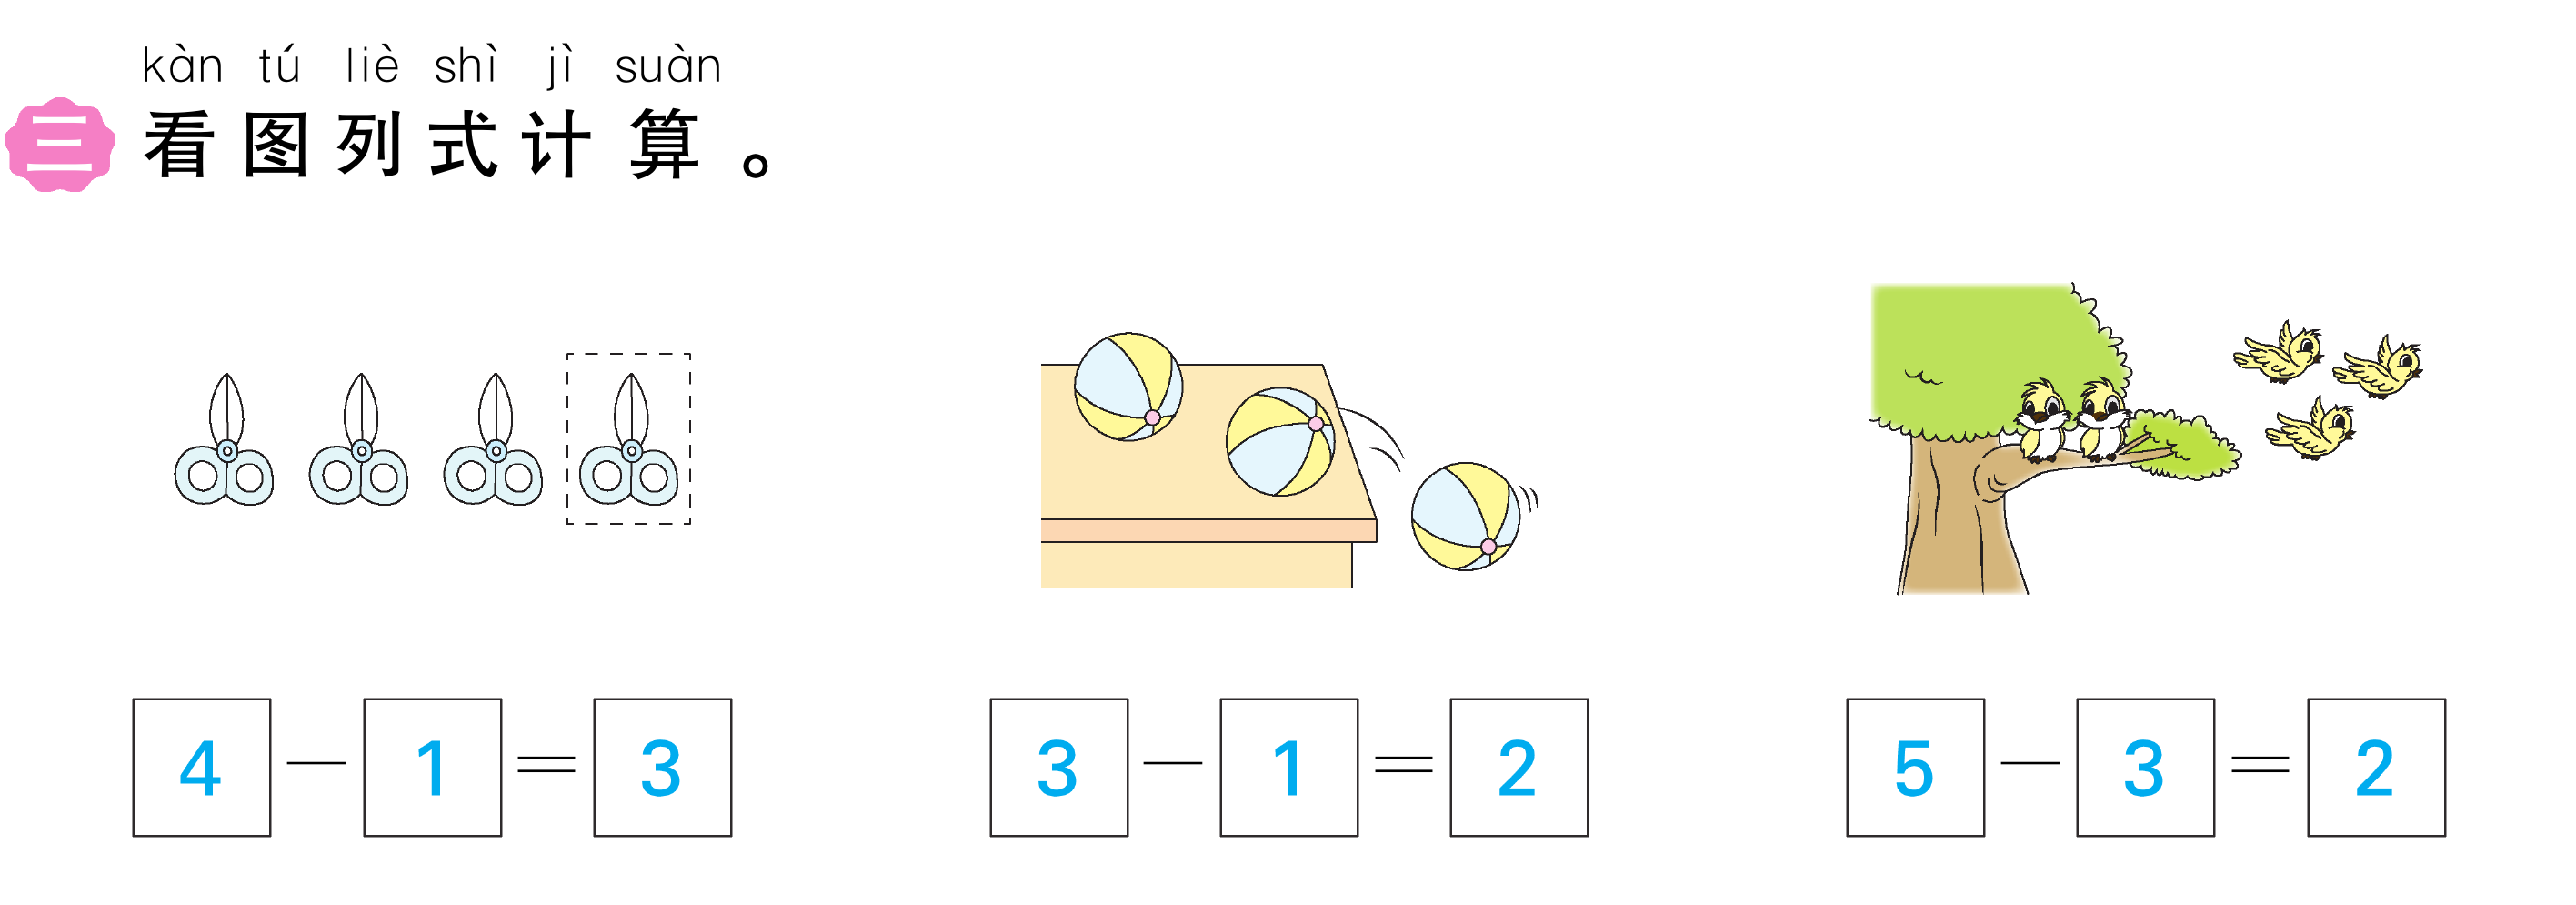 kàn tú liè shì jì suàn
三 看图列式计算。
4 — 1 = 3
3 — 1 = 2
5 — 3 = 2